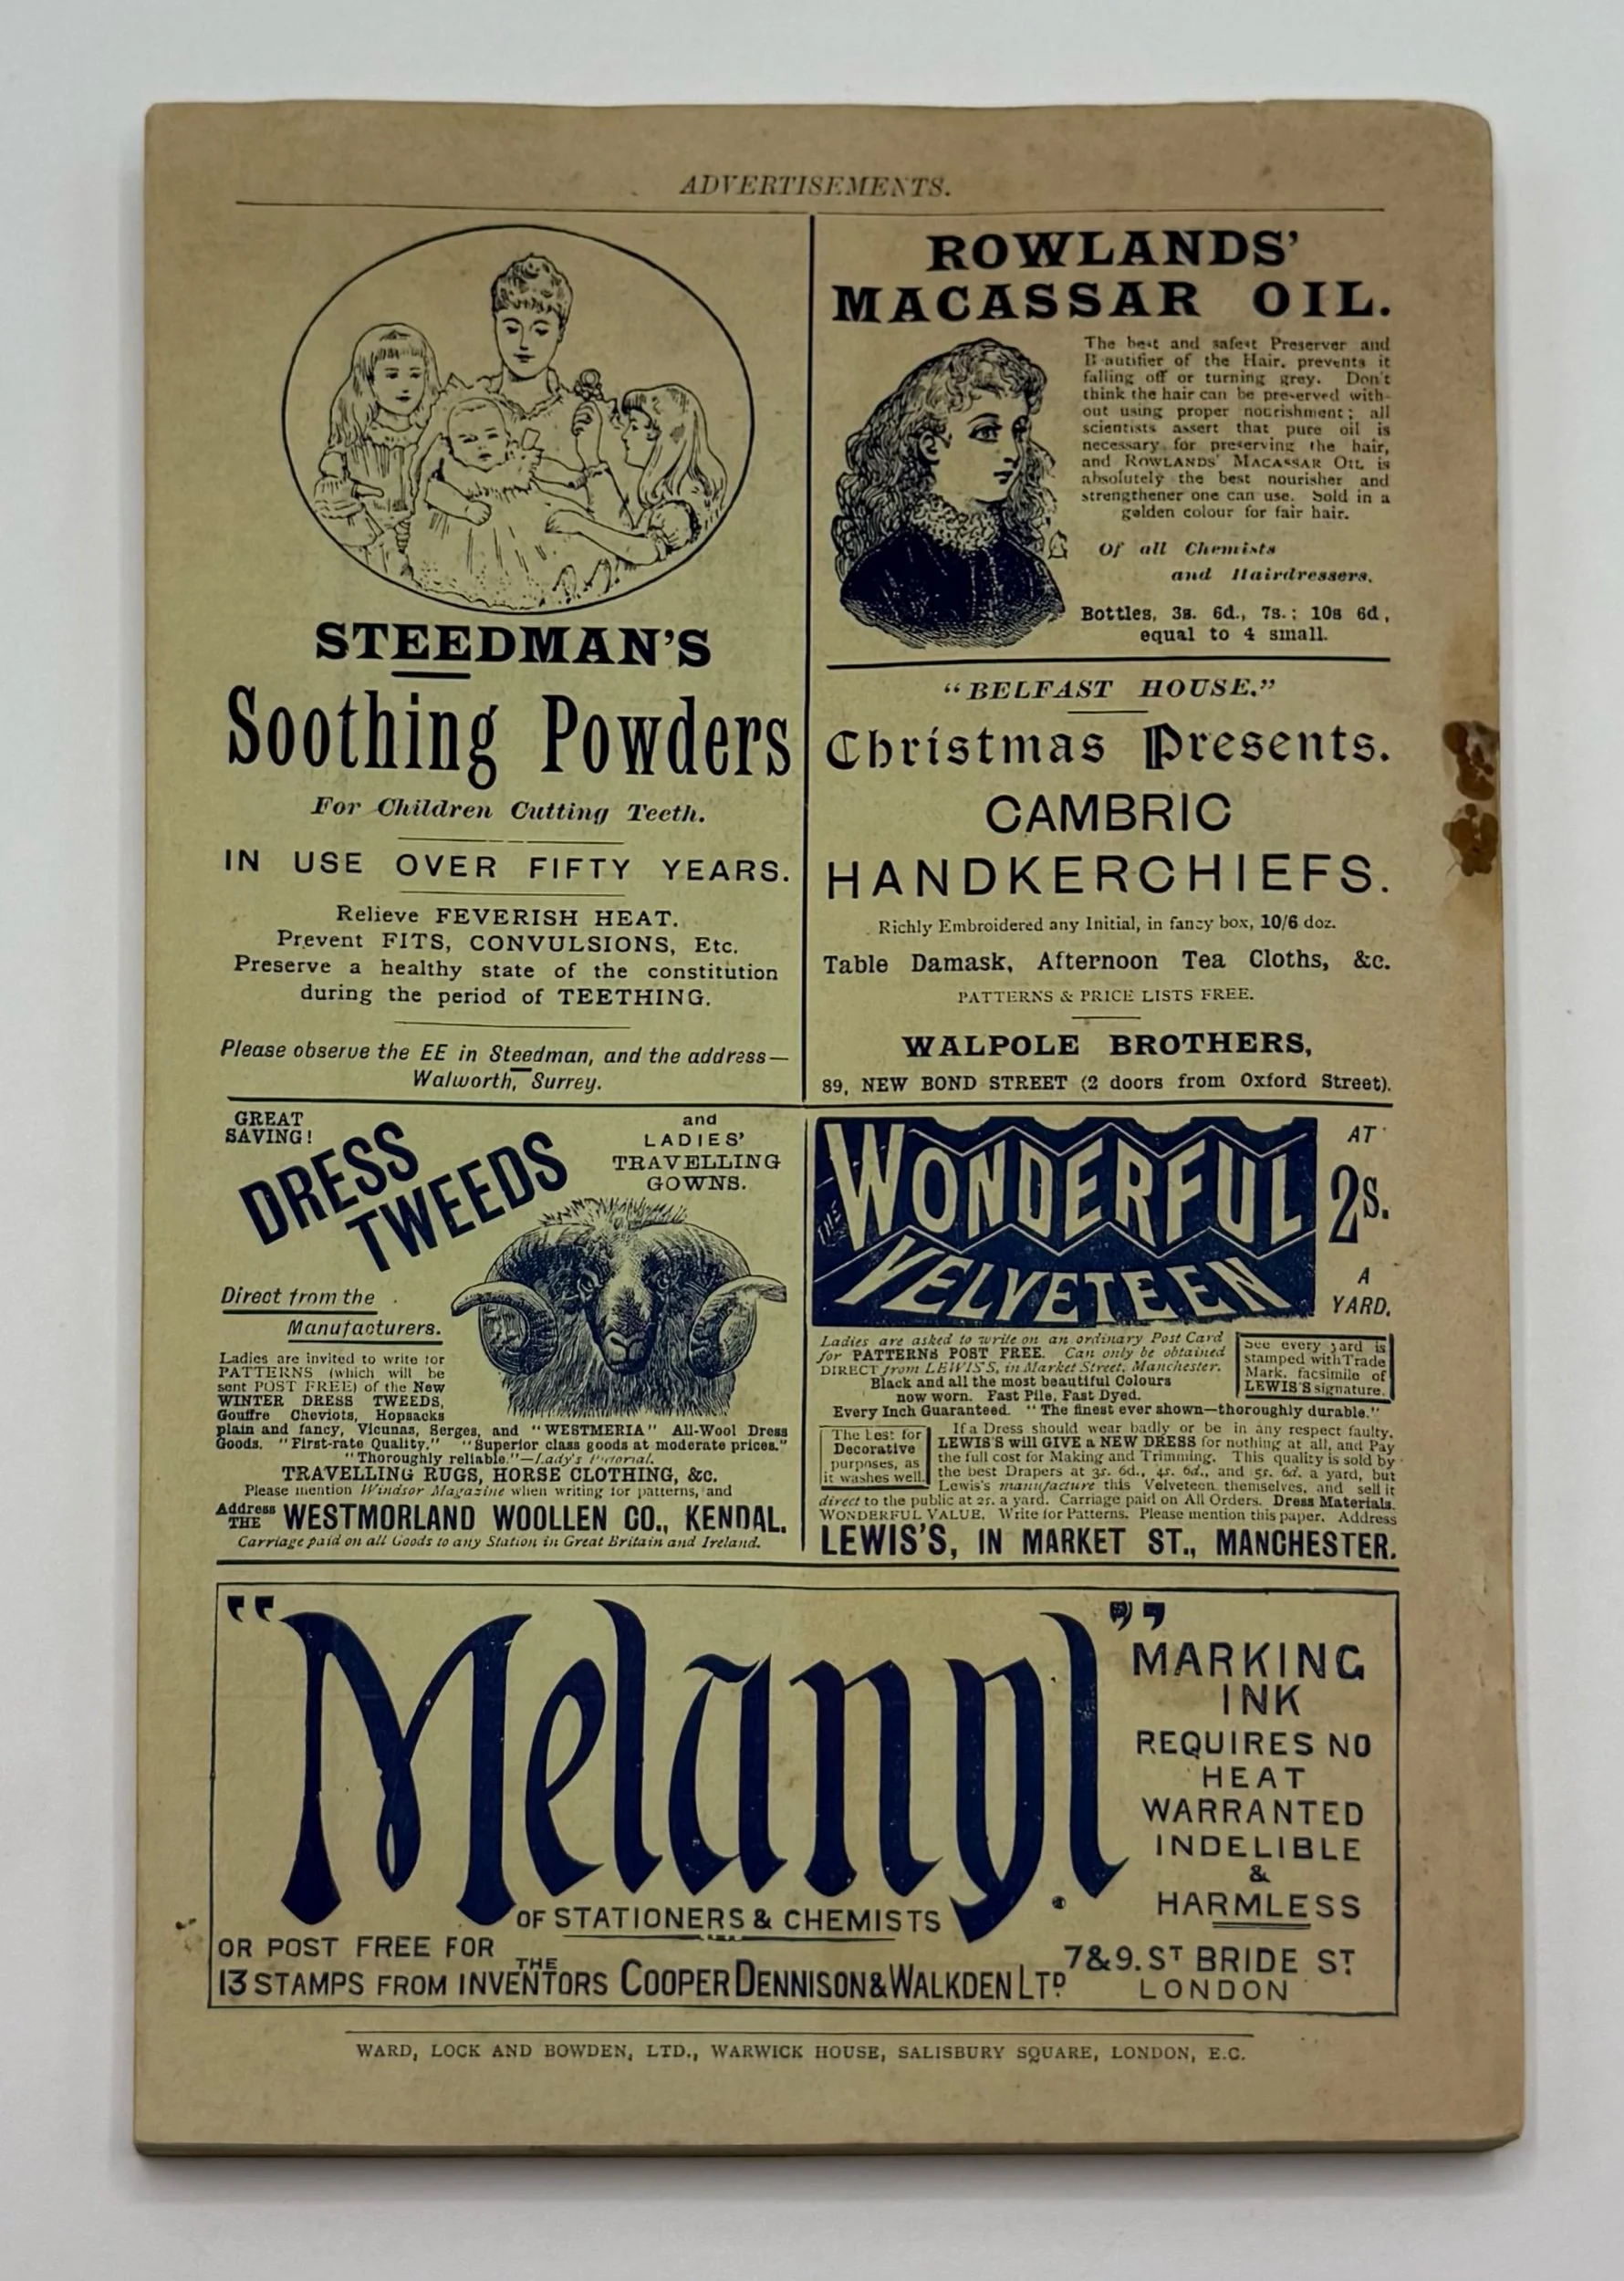 ADVERTISEMENTS.
STEEDMAN'S
Soothing Powders
For Children Cutting Teeth.
IN USE OVER FIFTY YEARS.
Relieve FEVERISH HEAT.
Prevent FITS, CONVULSIONS, Etc.
Preserve a healthy state of the constitution
during the period of TEETHING.
Please observe the EE in Steedman, and the address—
Walworth, Surrey.
ROWLANDS'
MACASSAR OIL.
The best and safest Preserver and
Beautifier of the Hair, prevents it
falling off or turning grey. Don't
think the hair can be preserved with-
out using proper nourishment; all
scientists assert that pure oil is
necessary for preserving the hair,
and ROWLANDS' MACASSAR OIL is
absolutely the best nourisher and
strengthener one can use. Sold in a
golden colour for fair hair.
Of all Chemists
and Hairdressers.
Bottles, 3s. 6d., 7s.; 10s 6d,
equal to 4 small.
"BELFAST HOUSE."
Christmas Presents.
CAMBRIC
HANDKERCHIEFS.
Richly Embroidered any Initial, in fancy box, 10/6 doz.
Table Damask, Afternoon Tea Cloths, &c.
PATTERNS & PRICE LISTS FREE.
WALPOLE BROTHERS,
89, NEW BOND STREET (2 doors from Oxford Street).
GREAT
SAVING!
DRESS
TWEEDS
and
LADIES'
TRAVELLING
GOWNS.
Direct from the
Manufacturers.
Ladies are invited to write for
PATTERNS (which will be
sent POST FREE) of the New
WINTER DRESS TWEEDS,
Gouffre Cheviots, Hopsacks
plain and fancy, Vicunas, Serges, and "WESTMERIA" All-Wool Dress
Goods. "First-rate Quality." "Superior class goods at moderate prices."
"Thoroughly reliable."—Lady's Pictorial.
TRAVELLING RUGS, HORSE CLOTHING, &c.
Please mention Windsor Magazine when writing for patterns, and
Address
THE WESTMORLAND WOOLLEN CO., KENDAL.
Carriage paid on all Goods to any Station in Great Britain and Ireland.
THE WONDERFUL
VELVETEEN
AT
2s.
A
YARD.
Ladies are asked to write on an ordinary Post Card
for PATTERNS POST FREE. Can only be obtained
DIRECT from LEWIS'S, in Market Street, Manchester.
Black and all the most beautiful Colours
now worn. Fast Pile, Fast Dyed.
See every yard is
stamped with Trade
Mark, facsimile of
LEWIS'S signature.
Every Inch Guaranteed. "The finest ever shown—thoroughly durable."
The best for
Decorative
purposes, as
it washes well.
If a Dress should wear badly or be in any respect faulty,
LEWIS'S will GIVE a NEW DRESS for nothing at all, and Pay
the full cost for Making and Trimming. This quality is sold by
the best Drapers at 3s. 6d., 4s. 6d., and 5s. 6d. a yard, but
Lewis's manufacture this Velveteen themselves, and sell it
direct to the public at 2s. a yard. Carriage paid on All Orders. Dress Materials.
WONDERFUL VALUE. Write for Patterns. Please mention this paper. Address
LEWIS'S, IN MARKET ST., MANCHESTER.
"Melanyl."
MARKING
INK
REQUIRES NO
HEAT
WARRANTED
INDELIBLE
&
HARMLESS
OF STATIONERS & CHEMISTS
OR POST FREE FOR
13 STAMPS FROM THE INVENTORS COOPER DENNISON & WALKDEN LTD
7 & 9. ST BRIDE ST
LONDON
WARD, LOCK AND BOWDEN, LTD., WARWICK HOUSE, SALISBURY SQUARE, LONDON, E.C.